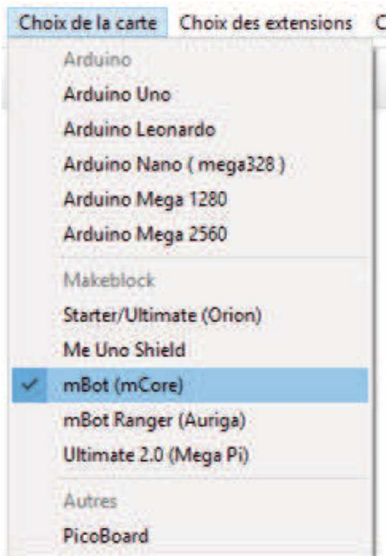 Choix de la carte Choix des extensions C
Arduino
Arduino Uno
Arduino Leonardo
Arduino Nano ( mega328 )
Arduino Mega 1280
Arduino Mega 2560
Makeblock
Starter/Ultimate (Orion)
Me Uno Shield
mBot (mCore)
mBot Ranger (Auriga)
Ultimate 2.0 (Mega Pi)
Autres
PicoBoard